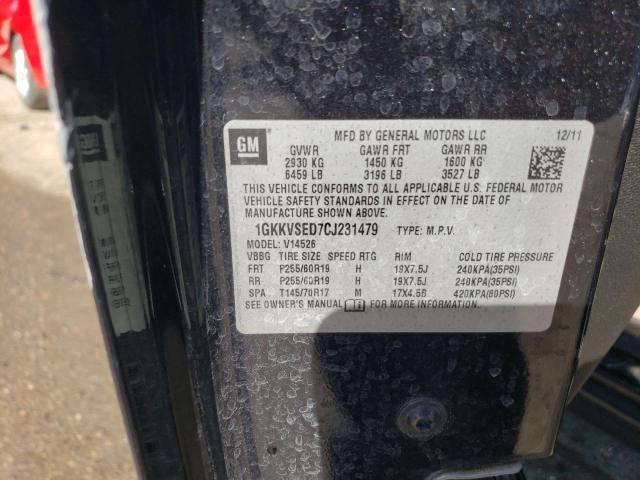 GM
MFD BY GENERAL MOTORS LLC 12/11
GVWR GAWR FRT GAWR RR
2930 KG 1450 KG 1600 KG
6459 LB 3196 LB 3527 LB
THIS VEHICLE CONFORMS TO ALL APPLICABLE U.S. FEDERAL MOTOR
VEHICLE SAFETY STANDARDS IN EFFECT ON THE DATE OF
MANUFACTURE SHOWN ABOVE.
1GKKVSED7CJ231479 TYPE: M.P.V.
MODEL: V14526
VBBG TIRE SIZE SPEED RTG RIM COLD TIRE PRESSURE
FRT P255/60R19 H 19X7.5J 240KPA(35PSI)
RR P255/60R19 H 19X7.5J 240KPA(35PSI)
SPA T145/70R17 M 17X4.5B 420KPA(60PSI)
SEE OWNER'S MANUAL FOR MORE INFORMATION.